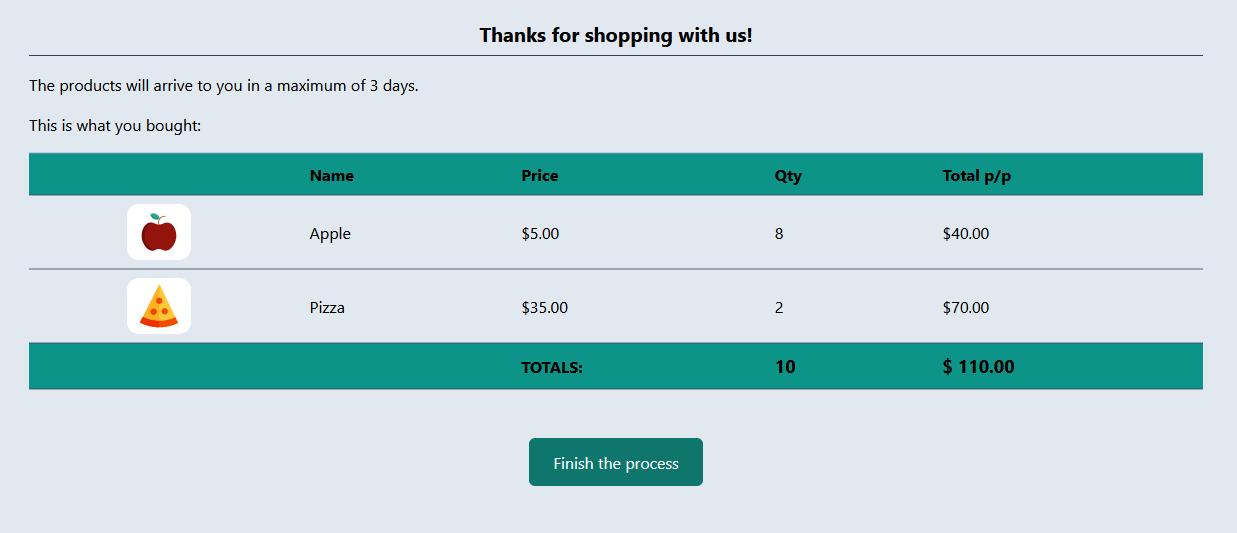 Thanks for shopping with us!
The products will arrive to you in a maximum of 3 days.
This is what you bought:
Name Price Qty Total p/p
Apple $5.00 8 $40.00
Pizza $35.00 2 $70.00
TOTALS: 10 $ 110.00
Finish the process